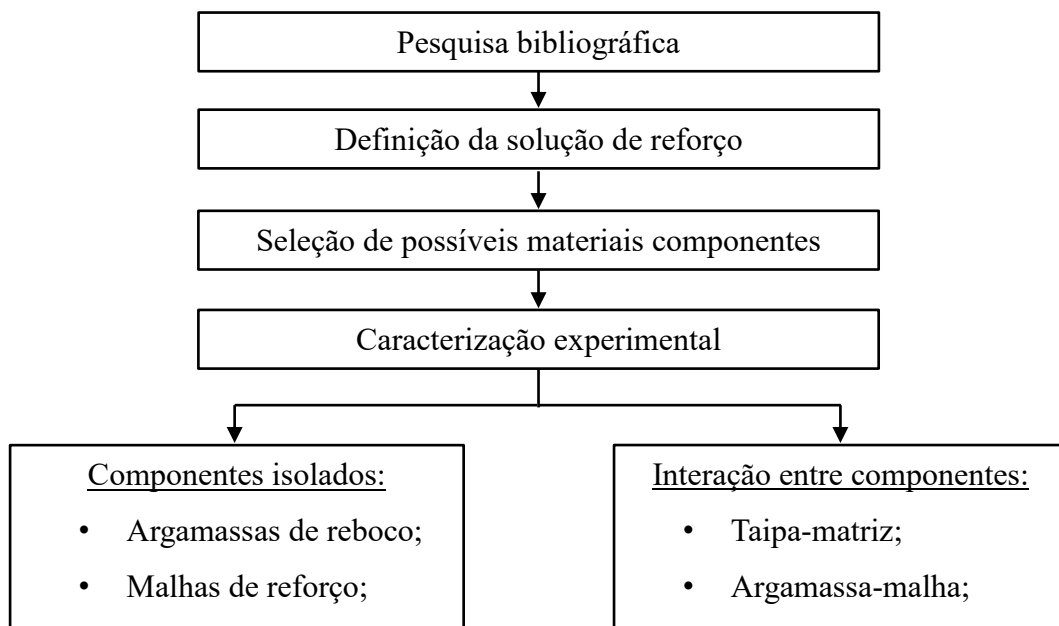 Pesquisa bibliográfica
Definição da solução de reforço
Seleção de possíveis materiais componentes
Caracterização experimental
Componentes isolados:
• Argamassas de reboco;
• Malhas de reforço;
Interação entre componentes:
• Taipa-matriz;
• Argamassa-malha;